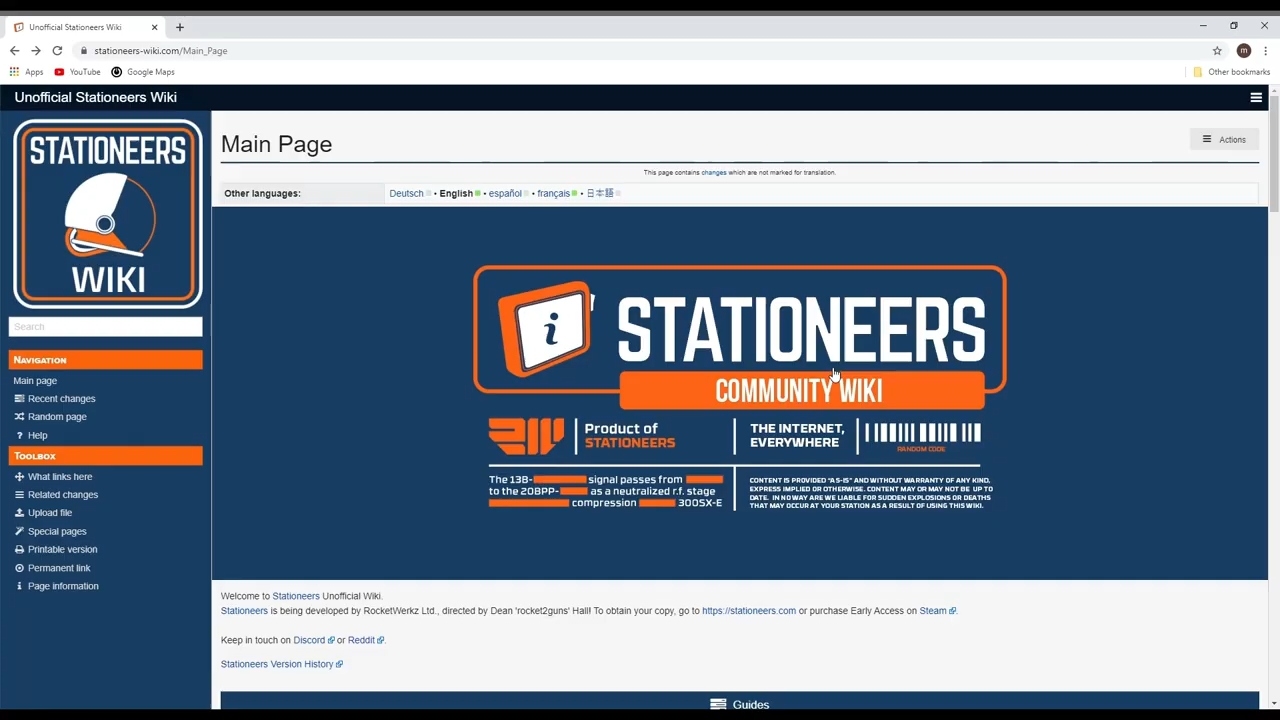 Unofficial Stationeers Wiki
stationeers-wiki.com/Main_Page
m
Apps YouTube Google Maps Other bookmarks
Unofficial Stationeers Wiki
STATIONEERS
WIKI
Search
NAVIGATION
Main page
Recent changes
Random page
? Help
TOOLBOX
What links here
Related changes
Upload file
Special pages
Printable version
Permanent link
Page information
Main Page
Actions
This page contains changes which are not marked for translation.
Other languages: Deutsch • English • español • français • 日本語
STATIONEERS
COMMUNITY WIKI
Product of
STATIONEERS
THE INTERNET,
EVERYWHERE
RANDOM CODE
The 13B- signal passes from
to the 20BPP- as a neutralized r.f. stage
compression 300SX-E
CONTENT IS PROVIDED "AS-IS" AND WITHOUT WARRANTY OF ANY KIND,
EXPRESS IMPLIED OR OTHERWISE. CONTENT MAY OR MAY NOT BE UP TO
DATE. IN NO WAY ARE WE LIABLE FOR SUDDEN EXPLOSIONS OR DEATHS
THAT MAY OCCUR AT YOUR STATION AS A RESULT OF USING THIS WIKI.
Welcome to Stationeers Unofficial Wiki.
Stationeers is being developed by RocketWerkz Ltd., directed by Dean 'rocket2guns' Hall! To obtain your copy, go to https://stationeers.com or purchase Early Access on Steam.
Keep in touch on Discord or Reddit.
Stationeers Version History
Guides